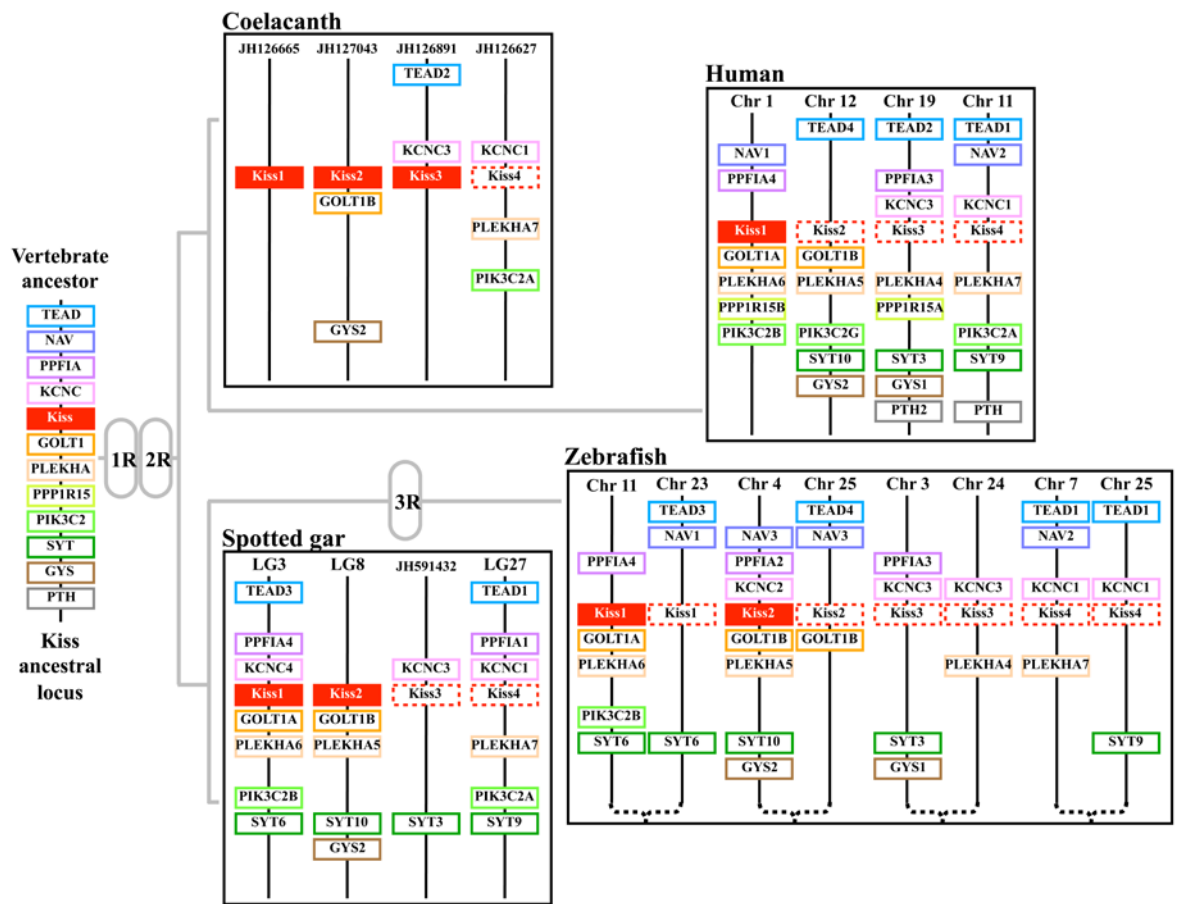 Coelacanth
JH126665 JH127043 JH126891 JH126627
TEAD2
KCNC3 KCNC1
Kiss1 Kiss2 Kiss3 Kiss4
GOLT1B
PLEKHA7
PIK3C2A
GYS2
Human
Chr 1 Chr 12 Chr 19 Chr 11
TEAD4 TEAD2 TEAD1
NAV1 NAV2
PPFIA4 PPFIA3
KCNC3 KCNC1
Kiss1 Kiss2 Kiss3 Kiss4
GOLT1A GOLT1B
PLEKHA6 PLEKHA5 PLEKHA4 PLEKHA7
PPP1R15B PPP1R15A
PIK3C2B PIK3C2G PIK3C2A
SYT10 SYT3 SYT9
GYS2 GYS1
PTH2 PTH
Vertebrate
ancestor
TEAD
NAV
PPFIA
KCNC
Kiss
GOLT1
PLEKHA
PPP1R15
PIK3C2
SYT
GYS
PTH
Kiss
ancestral
locus
1R 2R
3R
Spotted gar
LG3 LG8 JH591432 LG27
TEAD3 TEAD1
PPFIA4 PPFIA1
KCNC4 KCNC3 KCNC1
Kiss1 Kiss2 Kiss3 Kiss4
GOLT1A GOLT1B
PLEKHA6 PLEKHA5 PLEKHA7
PIK3C2B PIK3C2A
SYT6 SYT10 SYT3 SYT9
GYS2
Zebrafish
Chr 11 Chr 23 Chr 4 Chr 25 Chr 3 Chr 24 Chr 7 Chr 25
TEAD3 TEAD4 TEAD1 TEAD1
NAV1 NAV3 NAV3 NAV2
PPFIA4 PPFIA2 PPFIA3
KCNC2 KCNC3 KCNC3 KCNC1 KCNC1
Kiss1 Kiss1 Kiss2 Kiss2 Kiss3 Kiss3 Kiss4 Kiss4
GOLT1A GOLT1B GOLT1B
PLEKHA6 PLEKHA5 PLEKHA4 PLEKHA7
PIK3C2B
SYT6 SYT6 SYT10 SYT3 SYT9
GYS2 GYS1